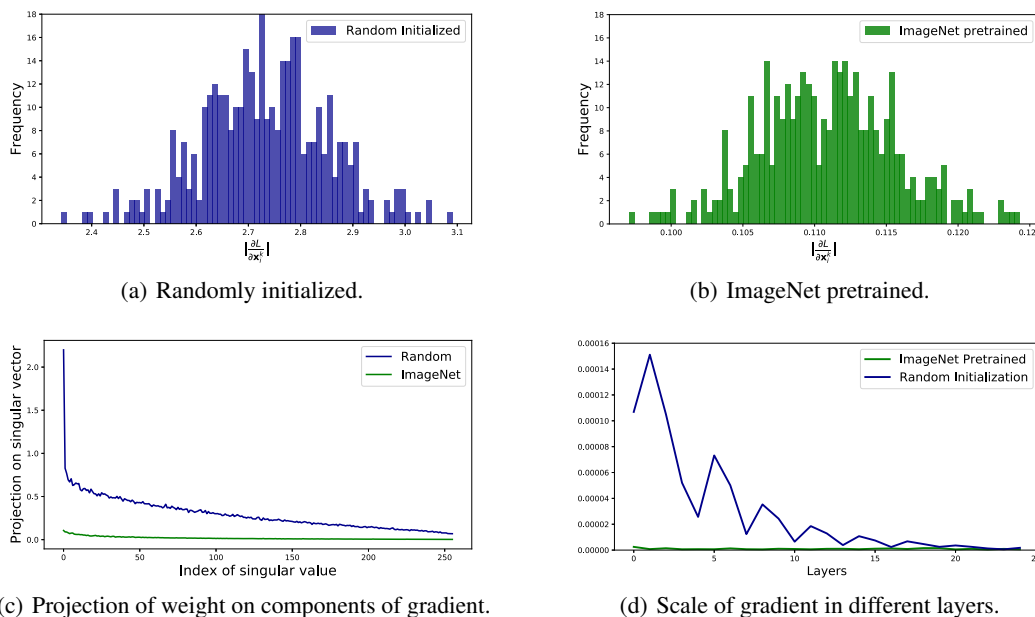 Random Initialized
Frequency
18
16
14
12
10
8
6
4
2
0
2.4 2.5 2.6 2.7 2.8 2.9 3.0 3.1
|∂L/∂x_i^k|
(a) Randomly initialized.
ImageNet pretrained
Frequency
18
16
14
12
10
8
6
4
2
0
0.100 0.105 0.110 0.115 0.120 0.12
|∂L/∂x_i^k|
(b) ImageNet pretrained.
Random
ImageNet
Projection on singular vector
2.0
1.5
1.0
0.5
0.0
0 50 100 150 200 250
Index of singular value
(c) Projection of weight on components of gradient.
ImageNet Pretrained
Random Initialization
0.00016
0.00014
0.00012
0.00010
0.00008
0.00006
0.00004
0.00002
0.00000
0 5 10 15 20 25
Layers
(d) Scale of gradient in different layers.